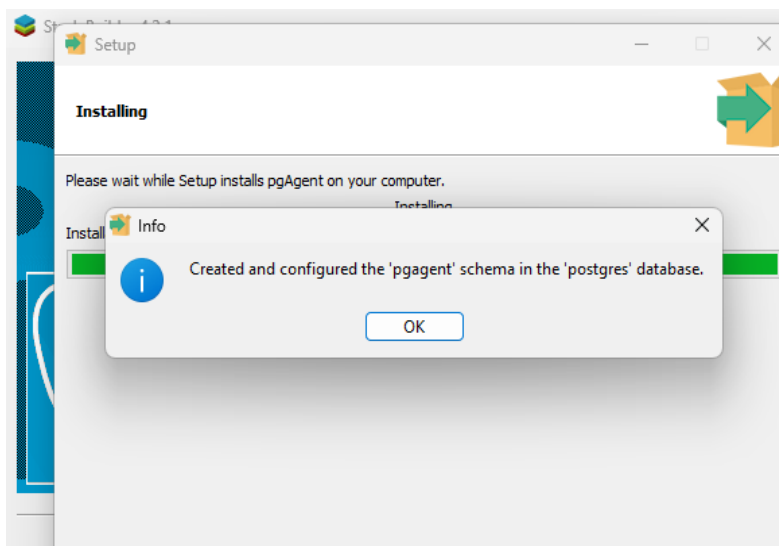 Setup
Installing
Please wait while Setup installs pgAgent on your computer.
Installing
Install
Info
Created and configured the 'pgagent' schema in the 'postgres' database.
OK